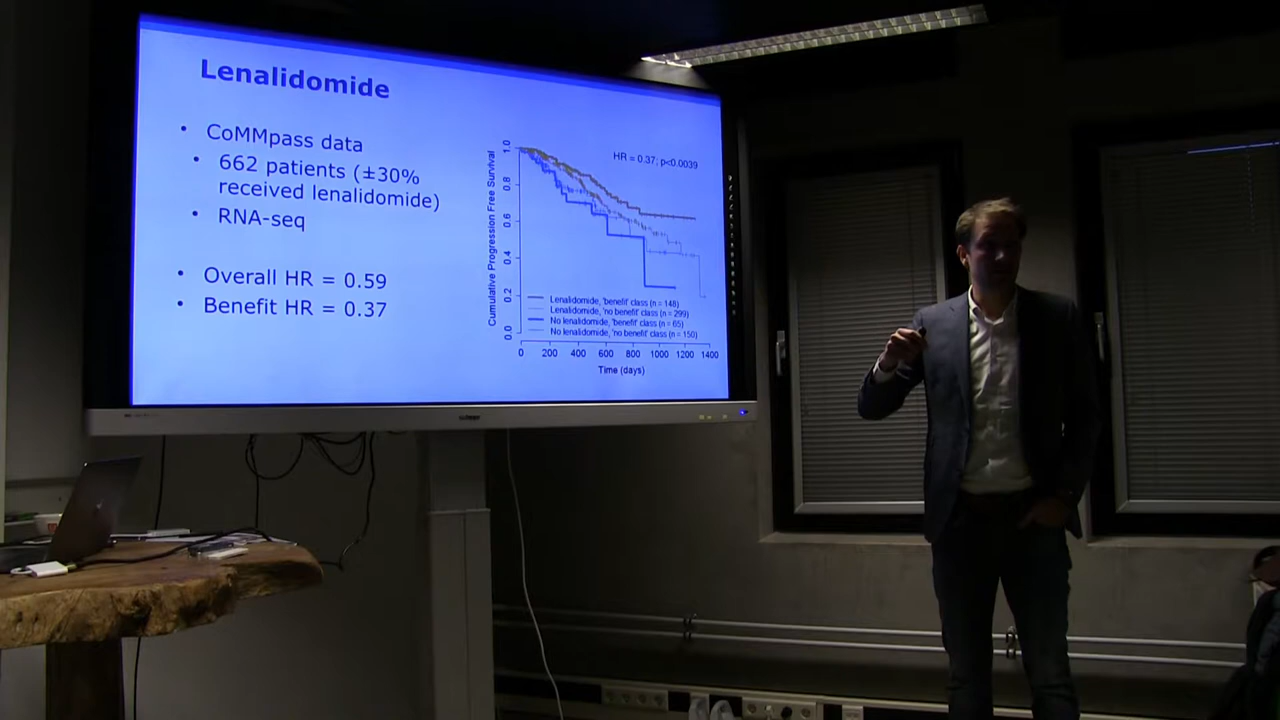 Lenalidomide
• CoMMpass data
• 662 patients (±30%
received lenalidomide)
• RNA-seq
• Overall HR = 0.59
• Benefit HR = 0.37
HR = 0.37; p<0.0039
Cumulative Progression Free Survival
1.0
0.8
0.6
0.4
0.2
0.0
Lenalidomide, 'benefit' class (n = 148)
Lenalidomide, 'no benefit' class (n = 299)
No lenalidomide, 'benefit' class (n = 65)
No lenalidomide, 'no benefit' class (n = 150)
0 200 400 600 800 1000 1200 1400
Time (days)